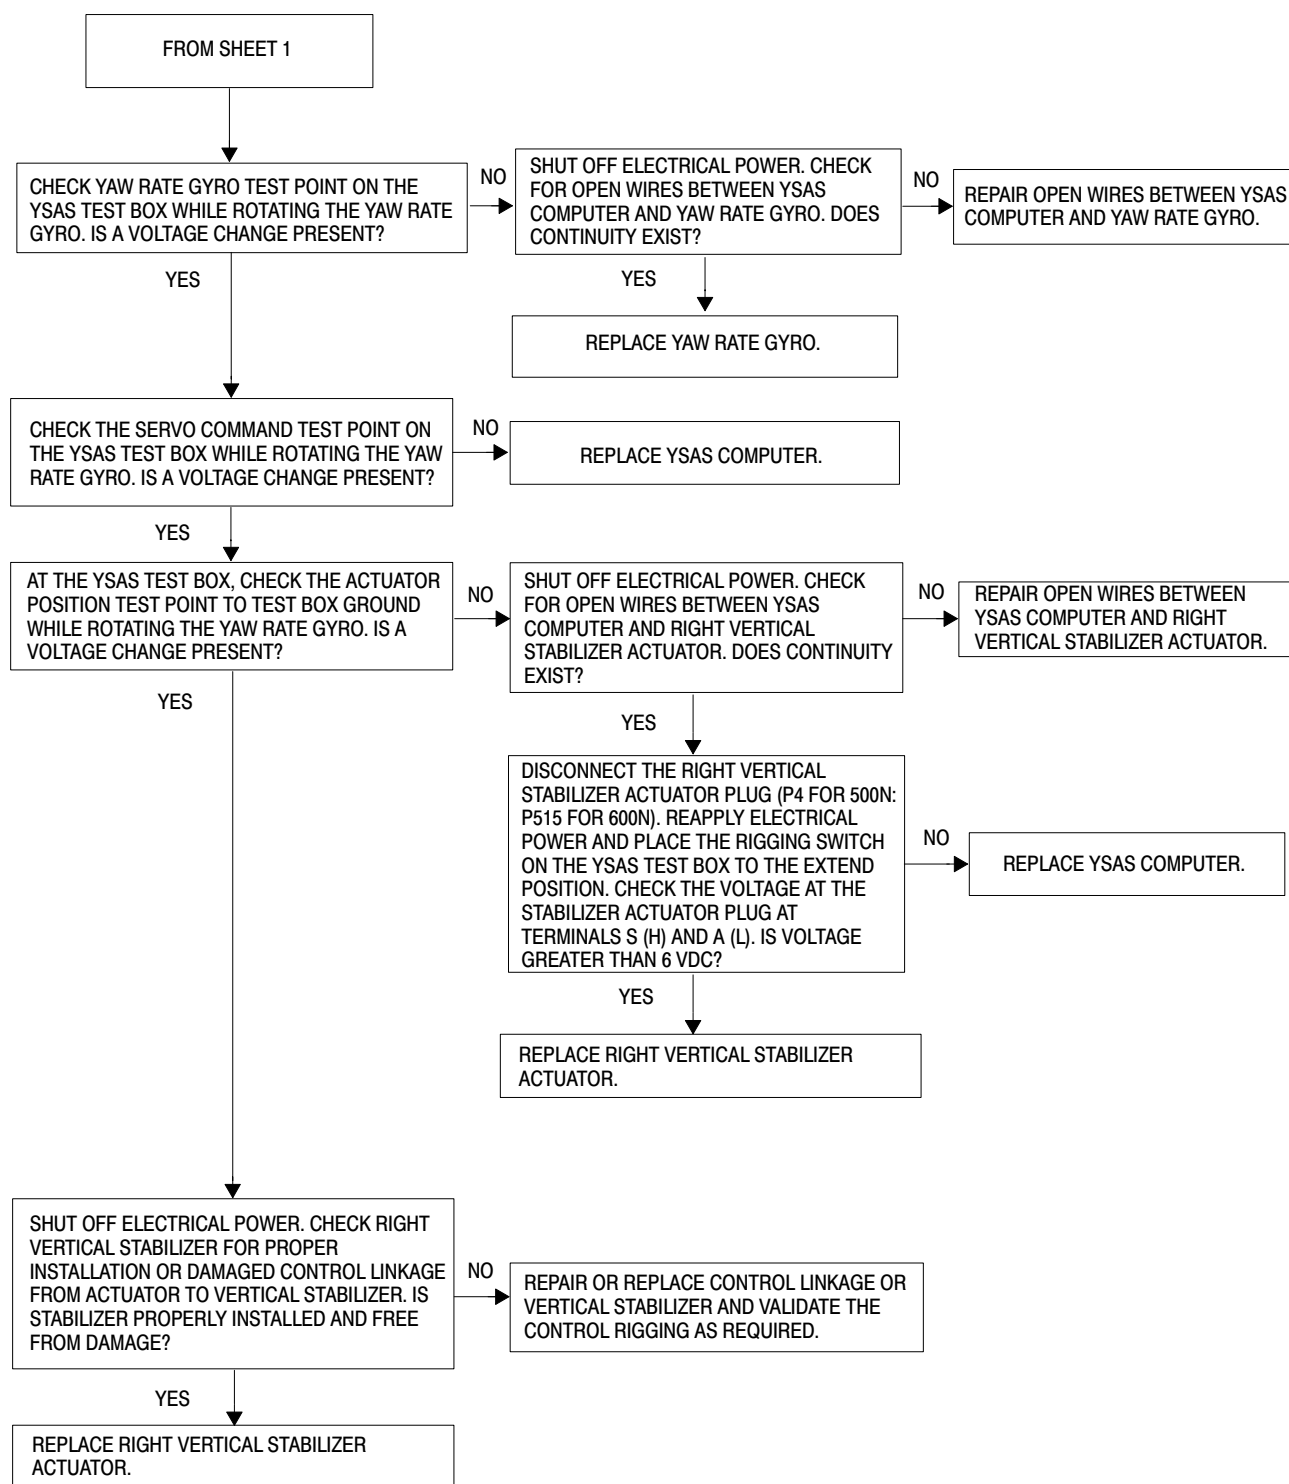 FROM SHEET 1
CHECK YAW RATE GYRO TEST POINT ON THE
YSAS TEST BOX WHILE ROTATING THE YAW RATE
GYRO. IS A VOLTAGE CHANGE PRESENT?
NO
SHUT OFF ELECTRICAL POWER. CHECK
FOR OPEN WIRES BETWEEN YSAS
COMPUTER AND YAW RATE GYRO. DOES
CONTINUITY EXIST?
NO
REPAIR OPEN WIRES BETWEEN YSAS
COMPUTER AND YAW RATE GYRO.
YES
YES
REPLACE YAW RATE GYRO.
CHECK THE SERVO COMMAND TEST POINT ON
THE YSAS TEST BOX WHILE ROTATING THE YAW
RATE GYRO. IS A VOLTAGE CHANGE PRESENT?
NO
REPLACE YSAS COMPUTER.
YES
AT THE YSAS TEST BOX, CHECK THE ACTUATOR
POSITION TEST POINT TO TEST BOX GROUND
WHILE ROTATING THE YAW RATE GYRO. IS A
VOLTAGE CHANGE PRESENT?
NO
SHUT OFF ELECTRICAL POWER. CHECK
FOR OPEN WIRES BETWEEN YSAS
COMPUTER AND RIGHT VERTICAL
STABILIZER ACTUATOR. DOES CONTINUITY
EXIST?
NO
REPAIR OPEN WIRES BETWEEN
YSAS COMPUTER AND RIGHT
VERTICAL STABILIZER ACTUATOR.
YES
YES
DISCONNECT THE RIGHT VERTICAL
STABILIZER ACTUATOR PLUG (P4 FOR 500N:
P515 FOR 600N). REAPPLY ELECTRICAL
POWER AND PLACE THE RIGGING SWITCH
ON THE YSAS TEST BOX TO THE EXTEND
POSITION. CHECK THE VOLTAGE AT THE
STABILIZER ACTUATOR PLUG AT
TERMINALS S (H) AND A (L). IS VOLTAGE
GREATER THAN 6 VDC?
NO
REPLACE YSAS COMPUTER.
YES
REPLACE RIGHT VERTICAL STABILIZER
ACTUATOR.
SHUT OFF ELECTRICAL POWER. CHECK RIGHT
VERTICAL STABILIZER FOR PROPER
INSTALLATION OR DAMAGED CONTROL LINKAGE
FROM ACTUATOR TO VERTICAL STABILIZER. IS
STABILIZER PROPERLY INSTALLED AND FREE
FROM DAMAGE?
NO
REPAIR OR REPLACE CONTROL LINKAGE OR
VERTICAL STABILIZER AND VALIDATE THE
CONTROL RIGGING AS REQUIRED.
YES
REPLACE RIGHT VERTICAL STABILIZER
ACTUATOR.